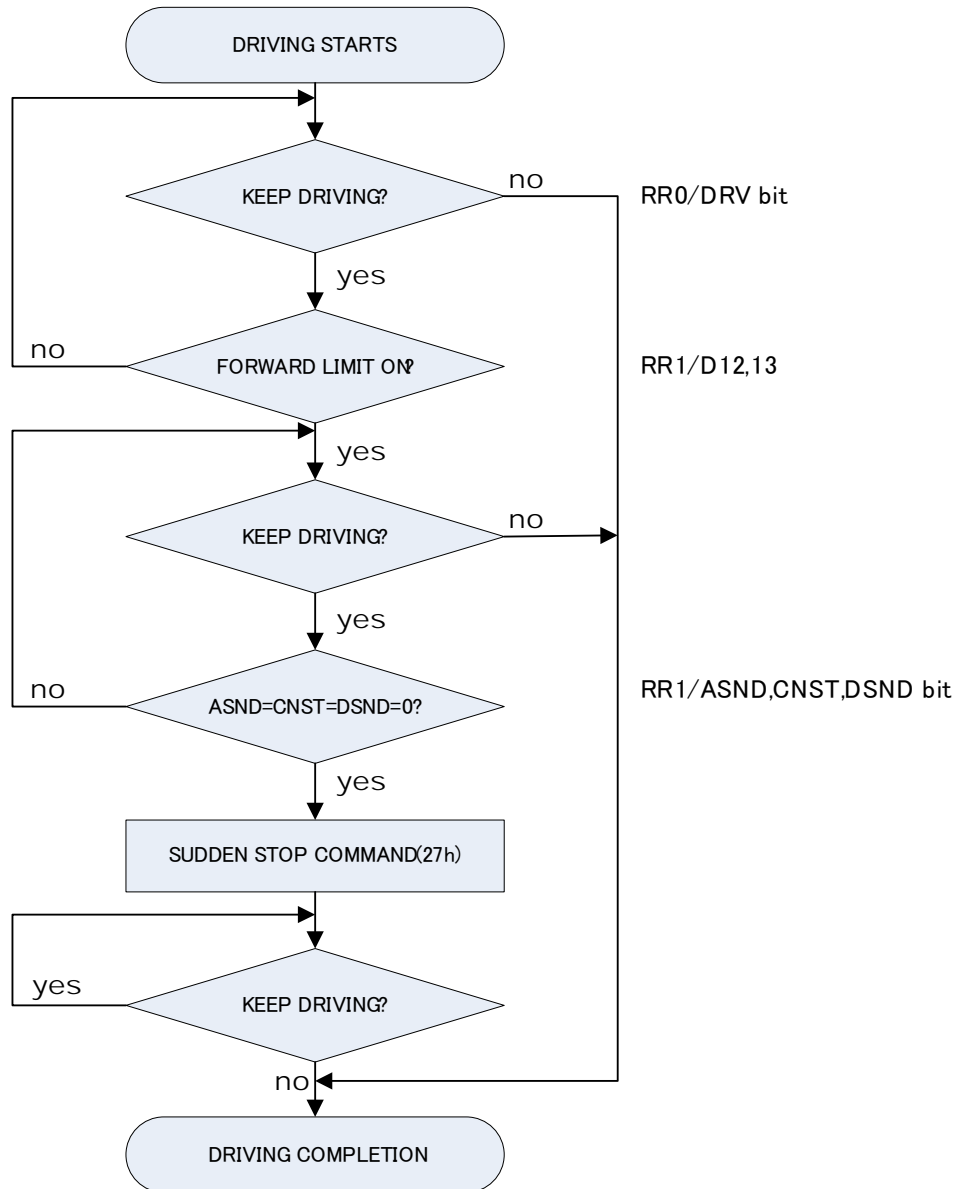 DRIVING STARTS
KEEP DRIVING?
no
RR0/DRV bit
yes
FORWARD LIMIT ON?
no
RR1/D12,13
yes
KEEP DRIVING?
no
yes
ASND=CNST=DSND=0?
no
RR1/ASND,CNST,DSND bit
yes
SUDDEN STOP COMMAND(27h)
yes
KEEP DRIVING?
no
DRIVING COMPLETION